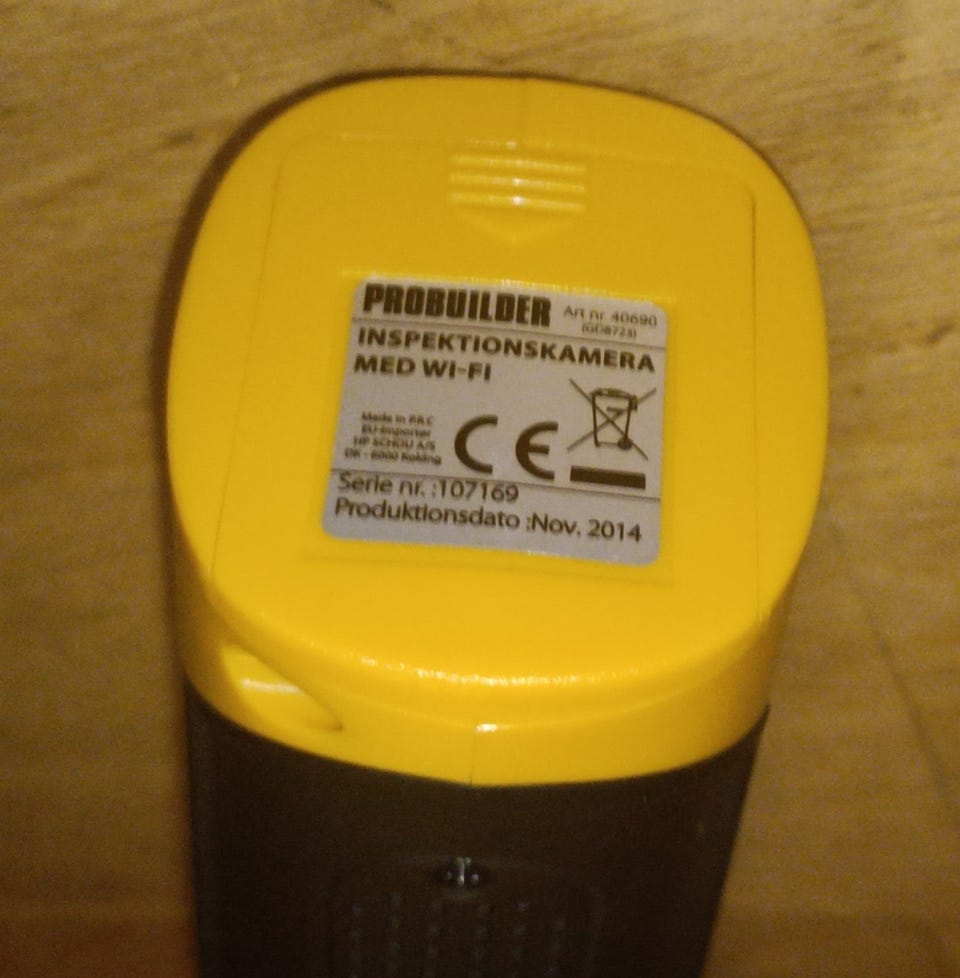 PROBUILDER Art nr. 40690
(GD8723)
INSPEKTIONSKAMERA
MED WI-FI
Made in P.R.C
EU-Importer
HP SCHOU A/S
DK - 6000 Kolding
CE
Serie nr. :107169
Produktionsdato :Nov. 2014